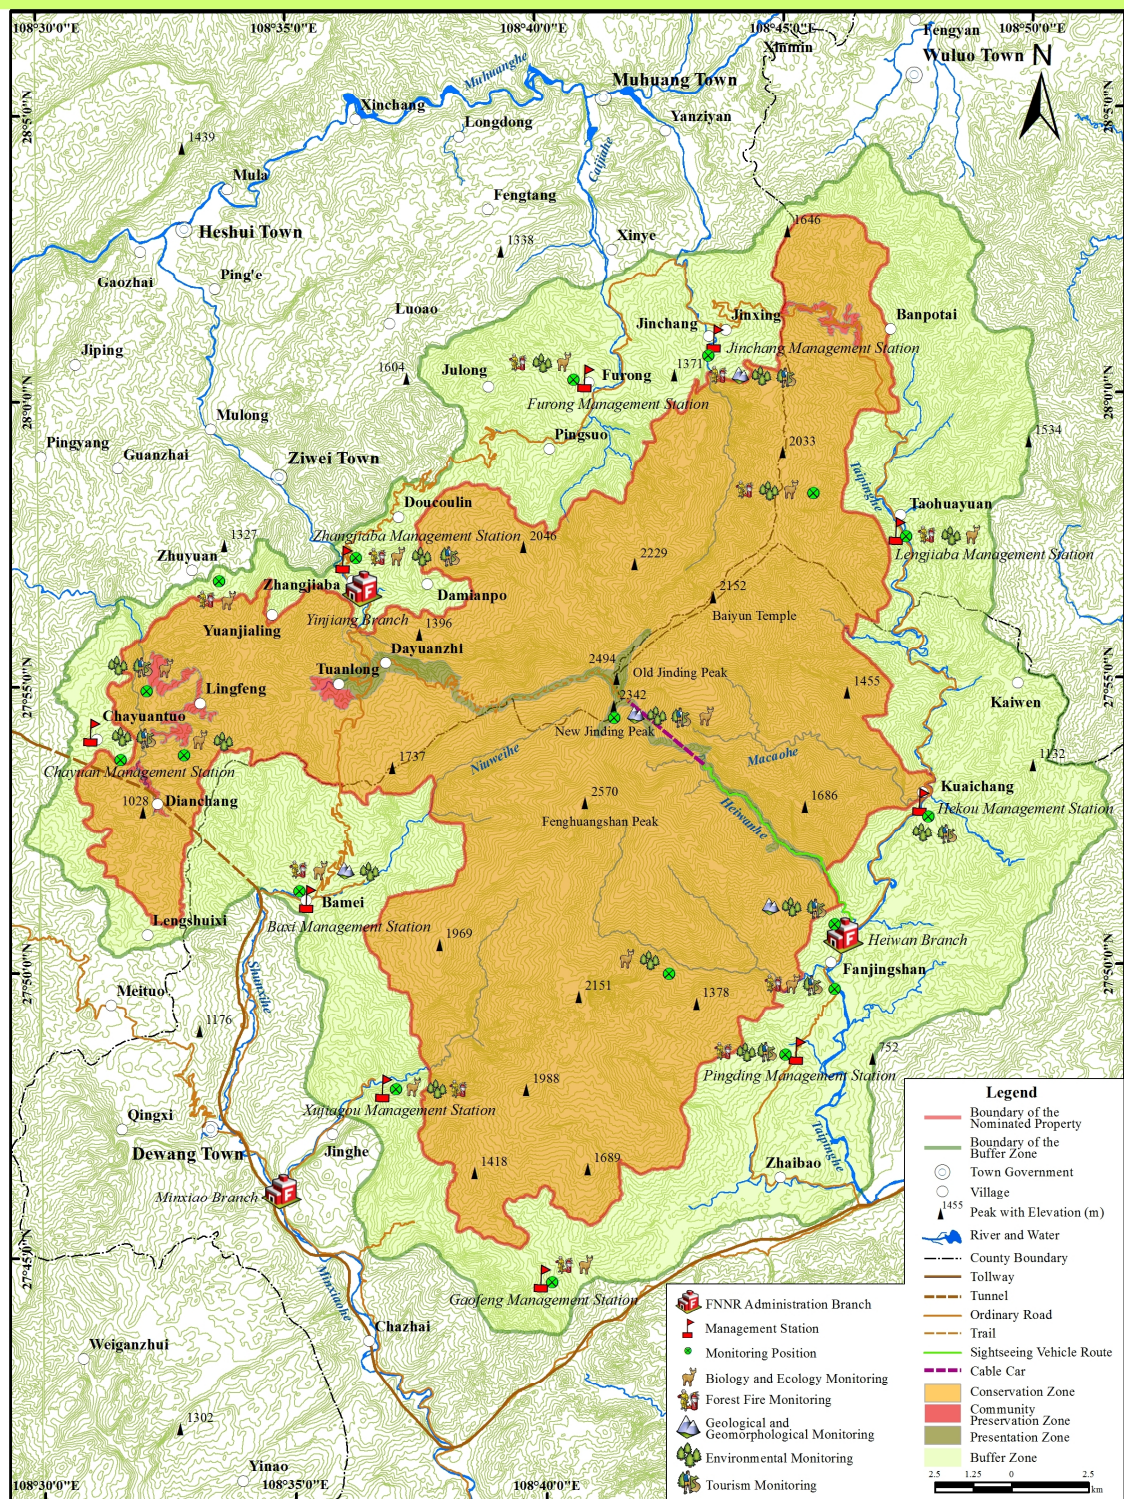 108°30'0"E
108°35'0"E
108°40'0"E
108°45'0"E
108°50'0"E
Fengyan
Xinmin
Wuluo Town
N
Muhuanghe
Muhuang Town
Xinchang
Longdong
Yanziyan
28°5'0"N
28°5'0"N
1439
Caijiahe
Mula
Fengtang
1646
Heshui Town
Xinye
1338
Gaozhai
Ping'e
Luoao
Jinchang
Jinxing
Banpotai
Jiping
Jinchang Management Station
1604
Julong
Furong
1371
28°0'0"N
28°0'0"N
Furong Management Station
Mulong
Pingyang
Guanzhai
Pingsuo
2033
1534
Ziwei Town
Taipinghe
Doucoulin
Taohuayuan
1327
Zhangjiaba Management Station
2046
Zhuyuan
2229
Lengjiaba Management Station
Zhangjiaba
Damianpo
2152
Yinjiang Branch
Baiyun Temple
Yuanjialing
1396
Dayuanzhi
2494
Tuanlong
Old Jinding Peak
27°55'0"N
27°55'0"N
Lingfeng
2342
1455
Kaiwen
Chayuantuo
New Jinding Peak
Niuweihe
Macaohe
1737
1132
Chayuan Management Station
Kuaichang
1028
Dianchang
2570
1686
Hekou Management Station
Fenghuangshan Peak
Heiwanhe
Bamei
Lengshuixi
Baxi Management Station
1969
Heiwan Branch
Shunxihe
Fanjingshan
27°50'0"N
27°50'0"N
Meituo
2151
1378
1176
752
Pingding Management Station
1988
Xujiagou Management Station
Qingxi
Taipinghe
Dewang Town
Jinghe
1418
1689
Zhaibao
Minxiao Branch
27°45'0"N
Minxiaohe
Gaofeng Management Station
Chazhai
Weiganzhui
1302
Yinao
108°30'0"E
108°35'0"E
108°40'0"E
FNNR Administration Branch
Management Station
Monitoring Position
Biology and Ecology Monitoring
Forest Fire Monitoring
Geological and
Geomorphological Monitoring
Environmental Monitoring
Tourism Monitoring
Legend
Boundary of the
Nominated Property
Boundary of the
Buffer Zone
Town Government
Village
1455
Peak with Elevation (m)
River and Water
County Boundary
Tollway
Tunnel
Ordinary Road
Trail
Sightseeing Vehicle Route
Cable Car
Conservation Zone
Community
Preservation Zone
Presentation Zone
Buffer Zone
2.5 1.25 0 2.5
km